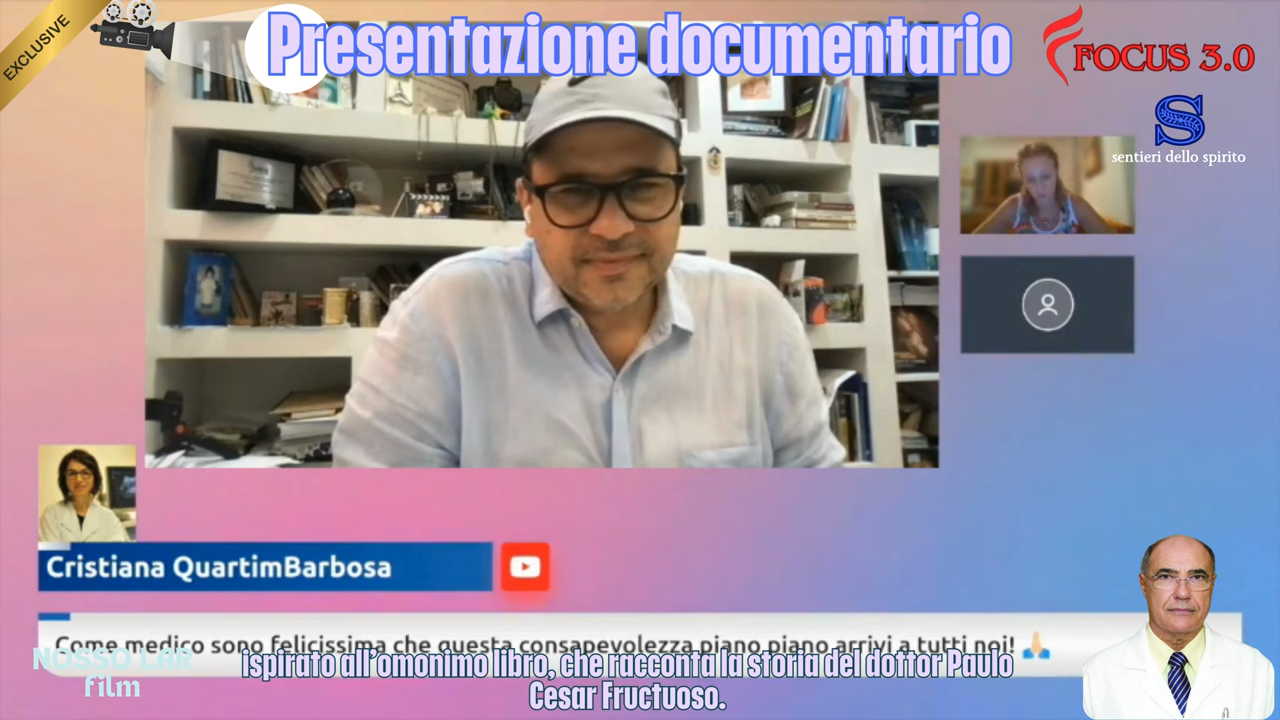 EXCLUSIVE
Presentazione documentario
FOCUS 3.0
S
sentieri dello spirito
Cristiana QuartimBarbosa
Come medico sono felicissima che questa consapevolezza piano piano arrivi a tutti noi! 🙏
NOSSO LAR
film
ispirato all'omonimo libro, che racconta la storia del dottor Paulo
Cesar Fructuoso.